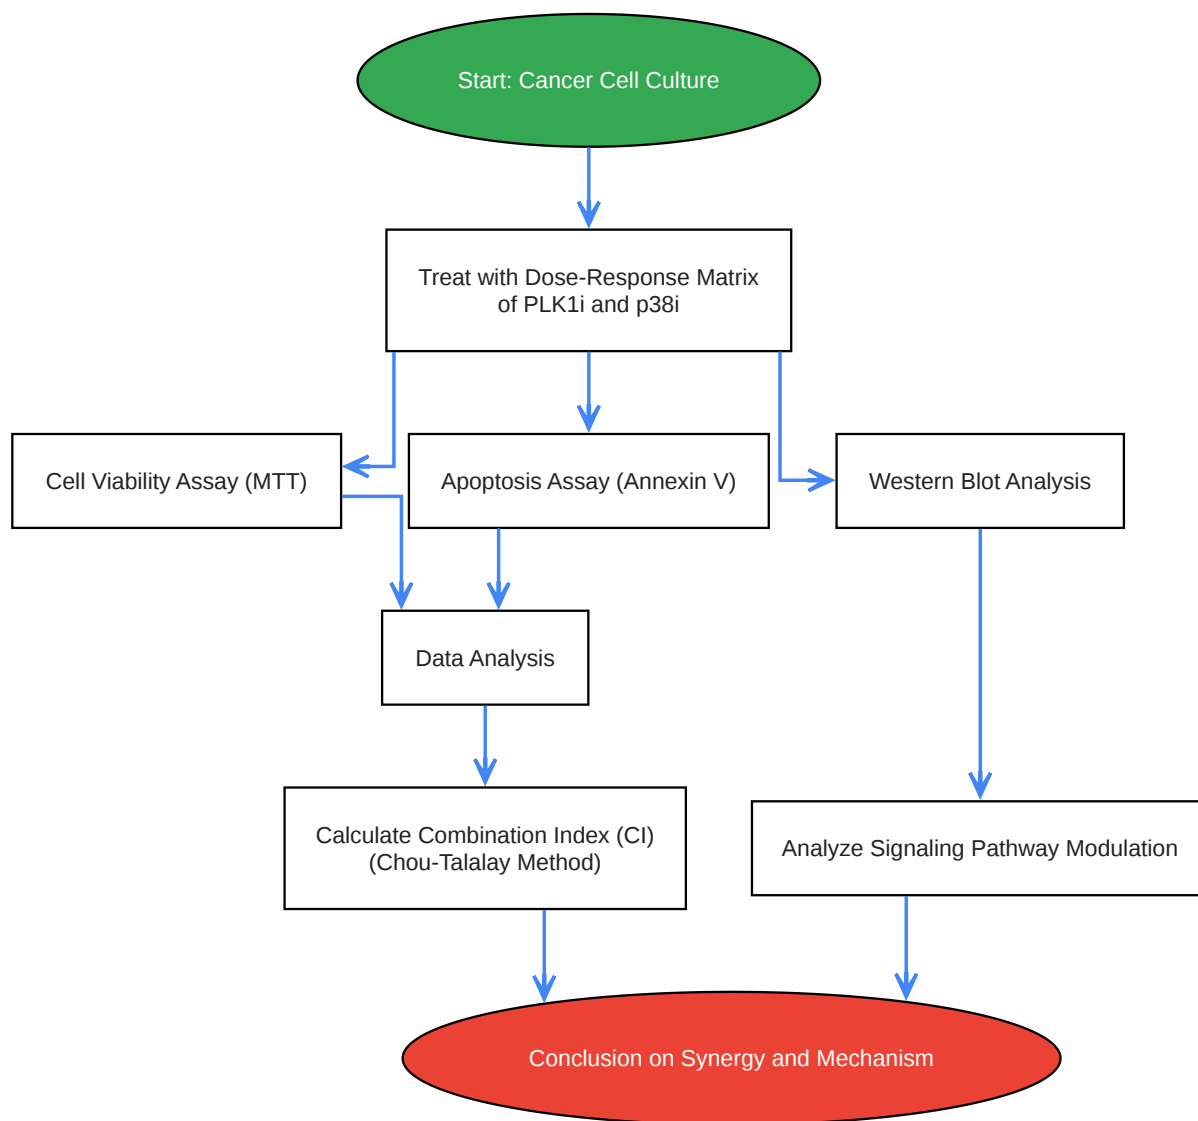 Start: Cancer Cell Culture
Treat with Dose-Response Matrix
of PLK1i and p38i
Cell Viability Assay (MTT)
Apoptosis Assay (Annexin V)
Western Blot Analysis
Data Analysis
Calculate Combination Index (CI)
(Chou-Talalay Method)
Analyze Signaling Pathway Modulation
Conclusion on Synergy and Mechanism